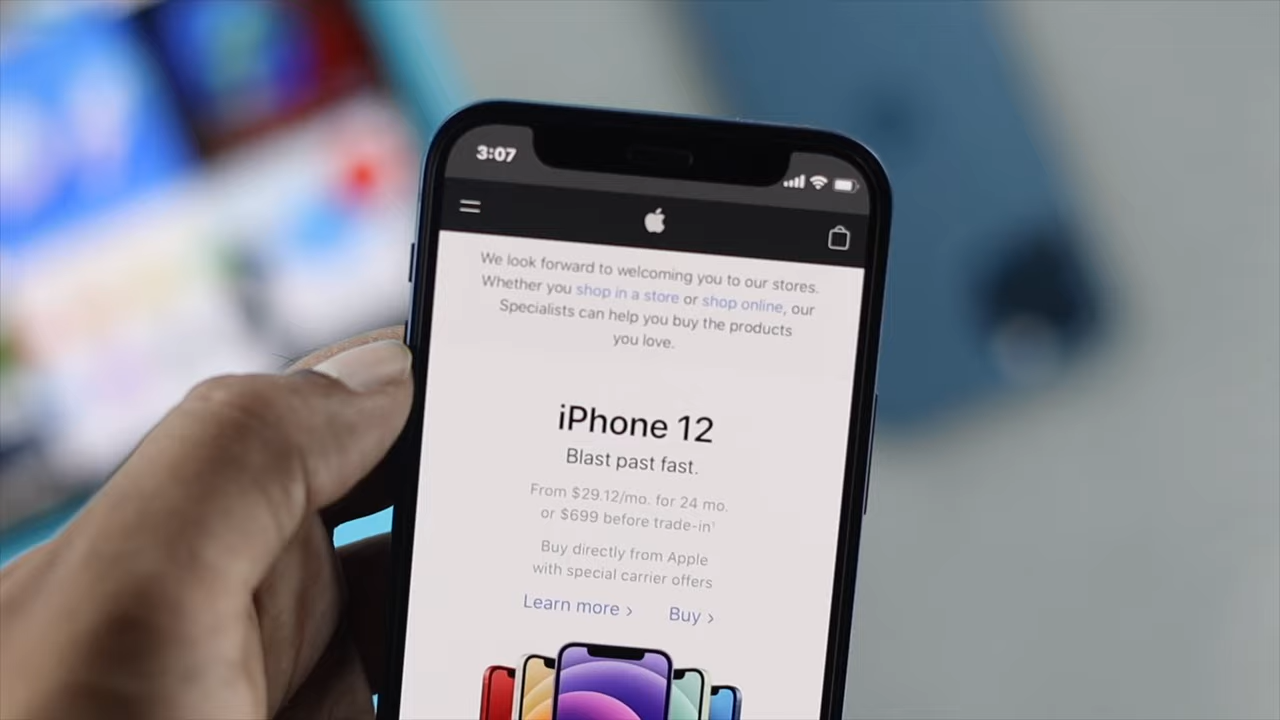 3:07
We look forward to welcoming you to our stores.
Whether you shop in a store or shop online, our
Specialists can help you buy the products
you love.
iPhone 12
Blast past fast.
From $29.12/mo. for 24 mo.
or $699 before trade-in¹
Buy directly from Apple
with special carrier offers
Learn more > Buy >